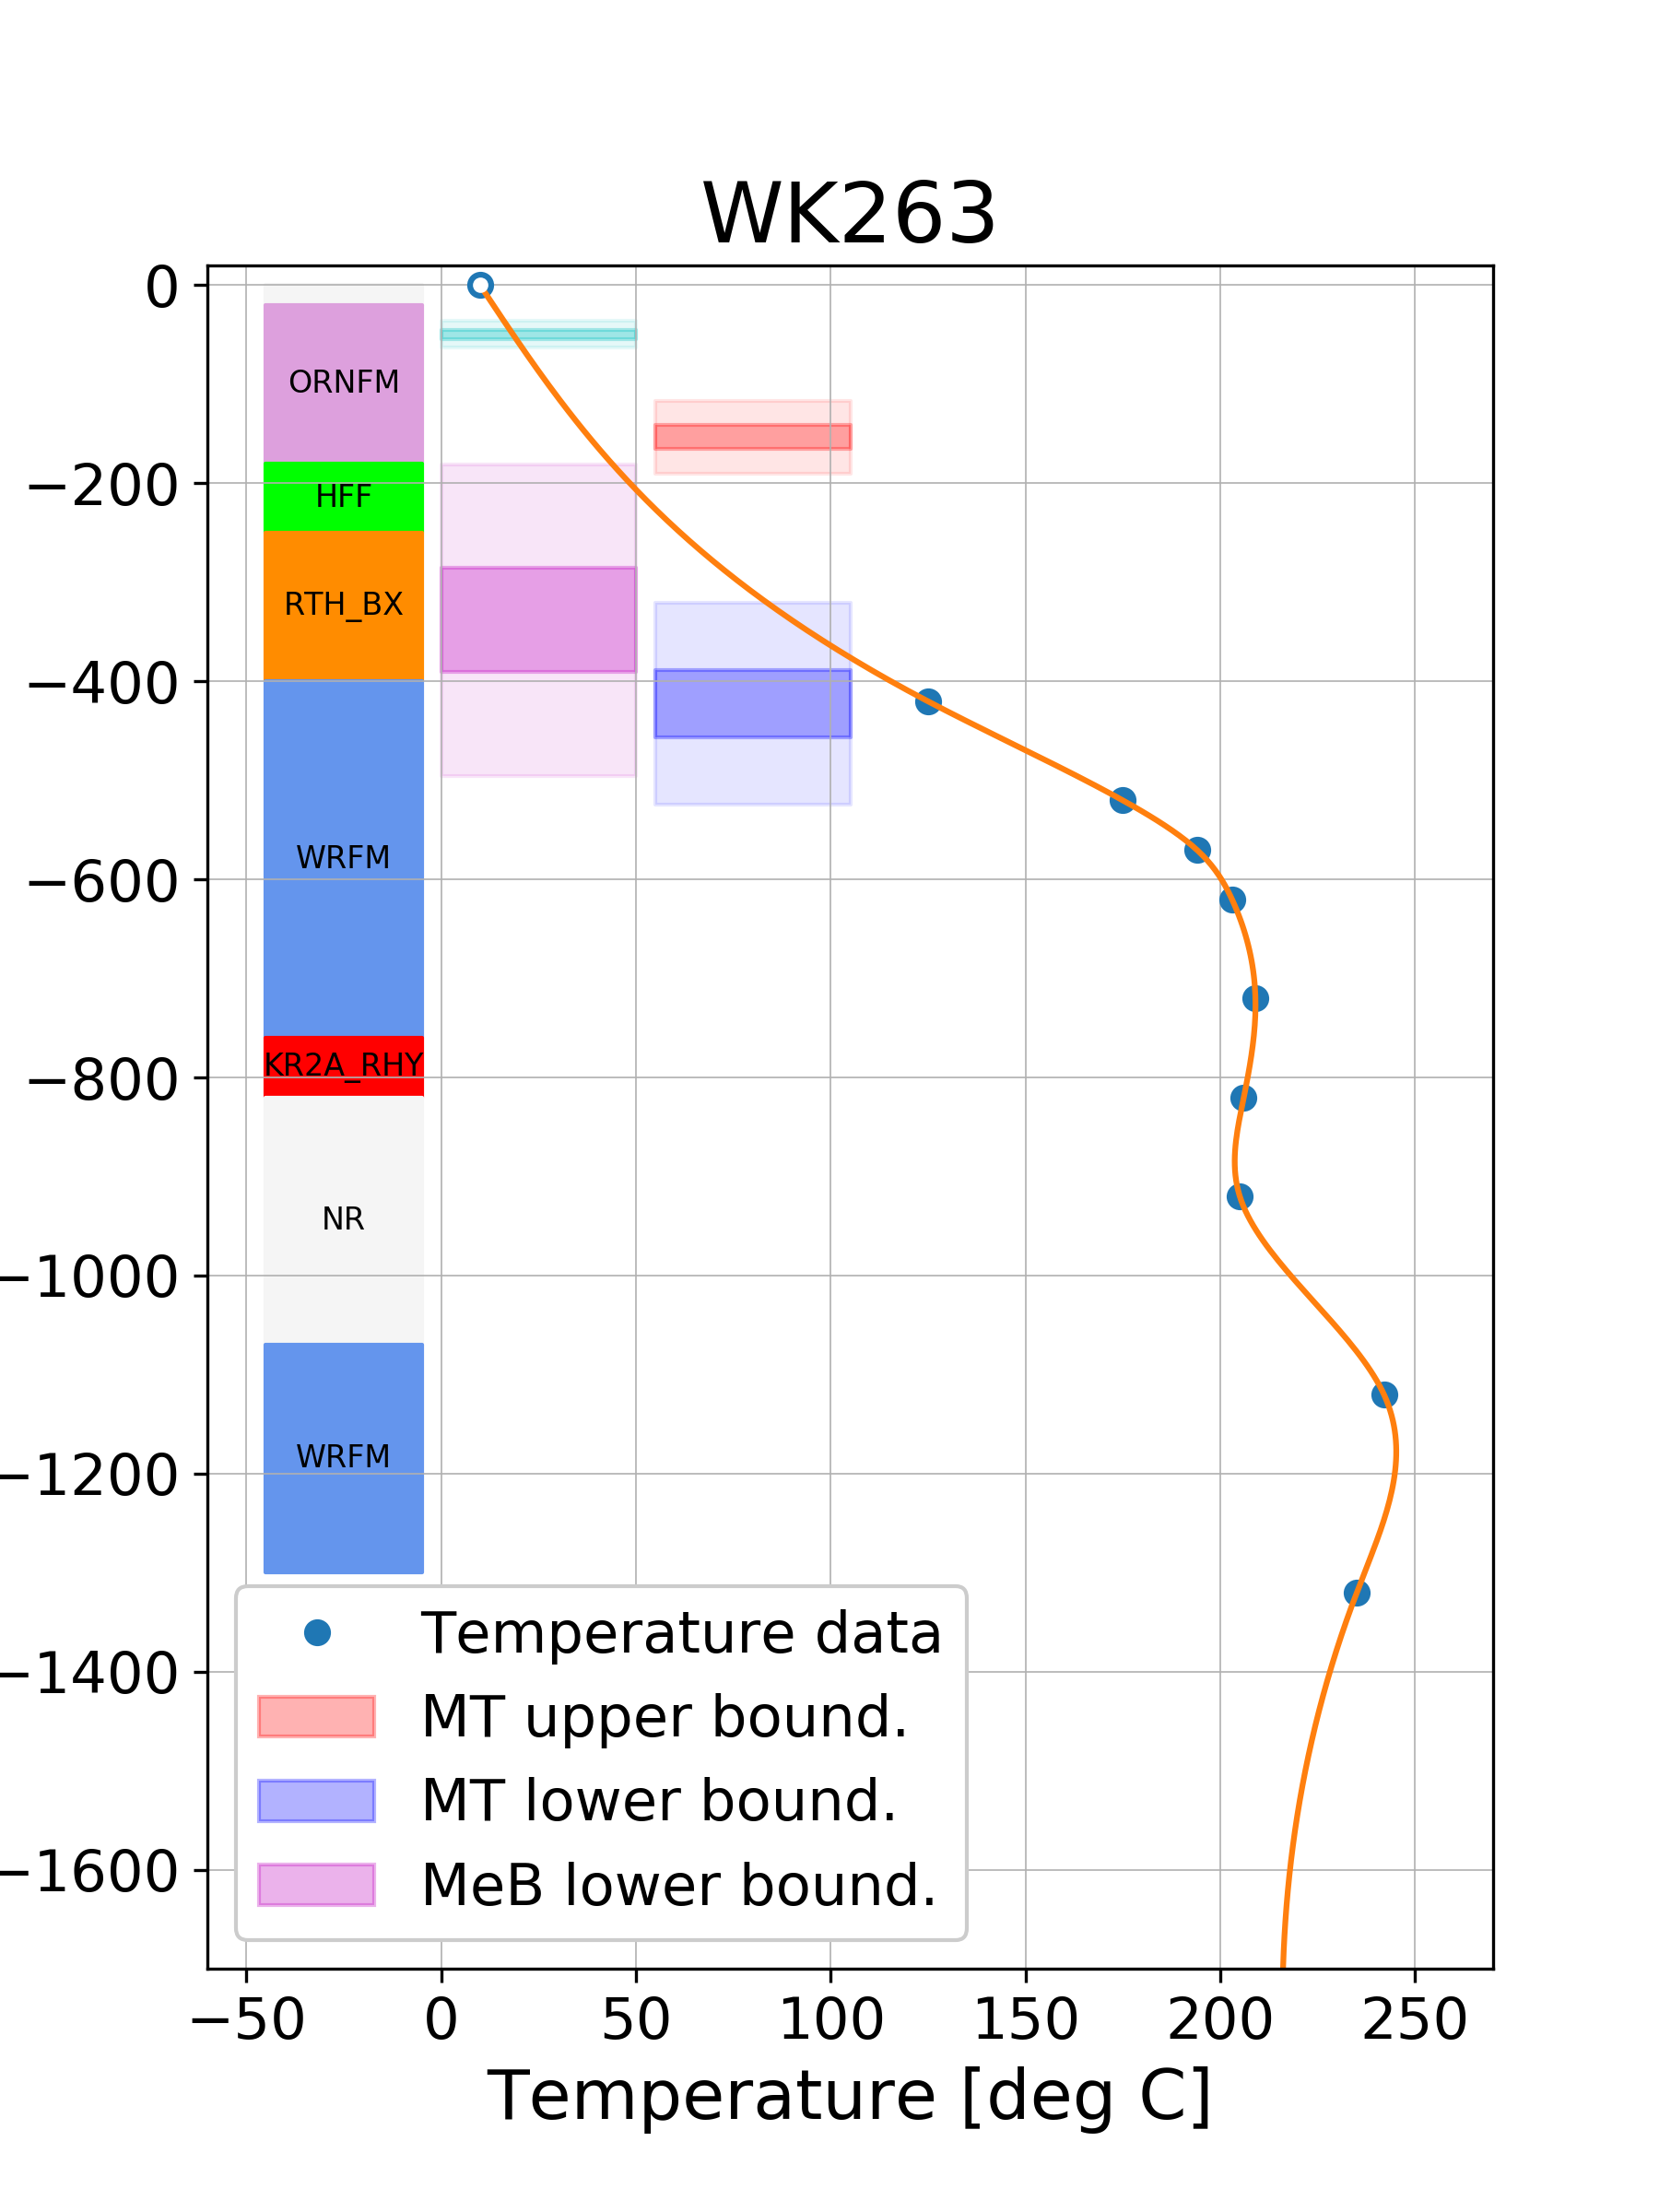 WK263
0
−200
−400
−600
−800
−1000
−1200
−1400
−1600
ORNFM
HFF
RTH_BX
WRFM
KR2A_RHY
NR
WRFM
Temperature data
MT upper bound.
MT lower bound.
MeB lower bound.
−50 0 50 100 150 200 250
Temperature [deg C]